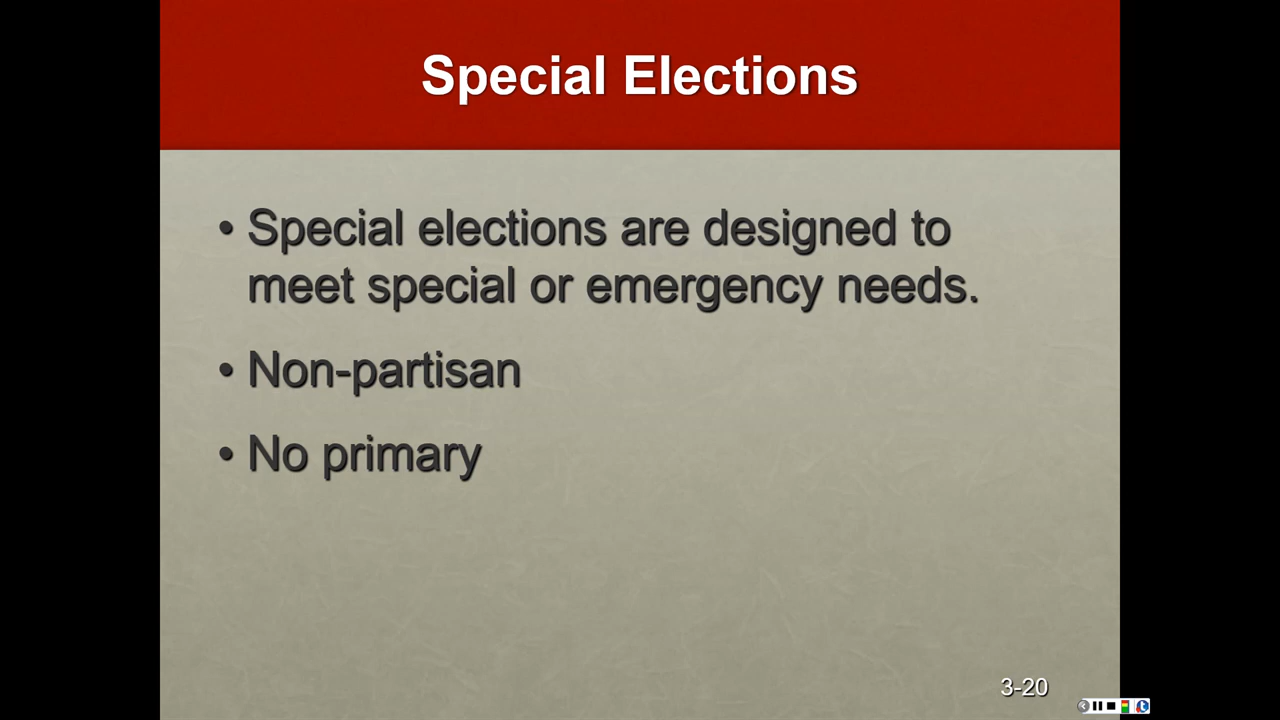 Special Elections
• Special elections are designed to
meet special or emergency needs.
• Non-partisan
• No primary
3-20